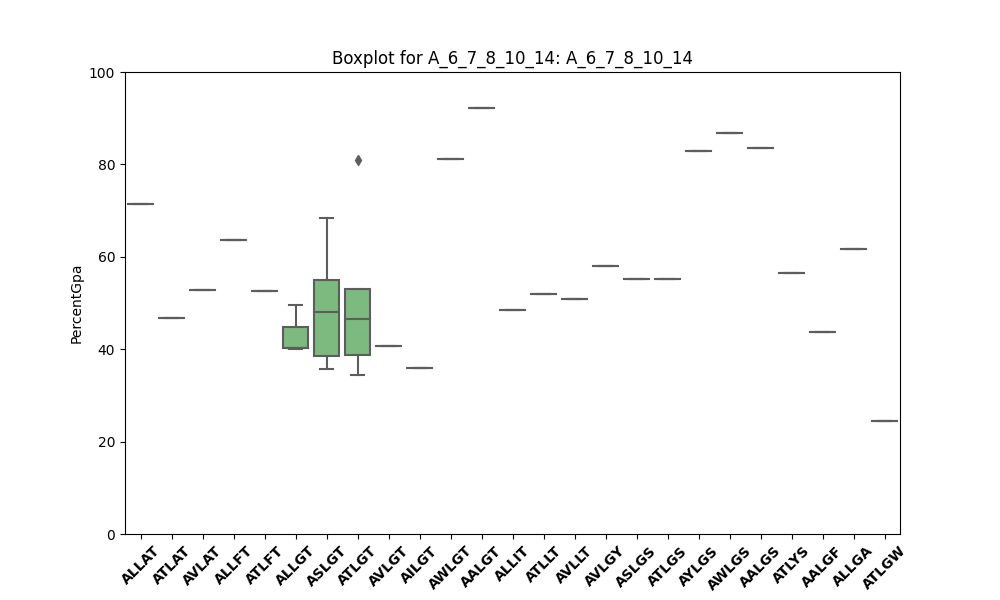 Boxplot for A_6_7_8_10_14: A_6_7_8_10_14
PercentGpa
100
80
60
40
20
0
ALLAT
ATLAT
AVLAT
ALLFT
ATLFT
ALLGT
ASLGT
ATLGT
AVLGT
AILGT
AWLGT
AALGT
ALLIT
ATLLT
AVLLT
AVLGY
ASLGS
ATLGS
AYLGS
AWLGS
AALGS
ATLYS
AALGF
ALLGA
ATLGW